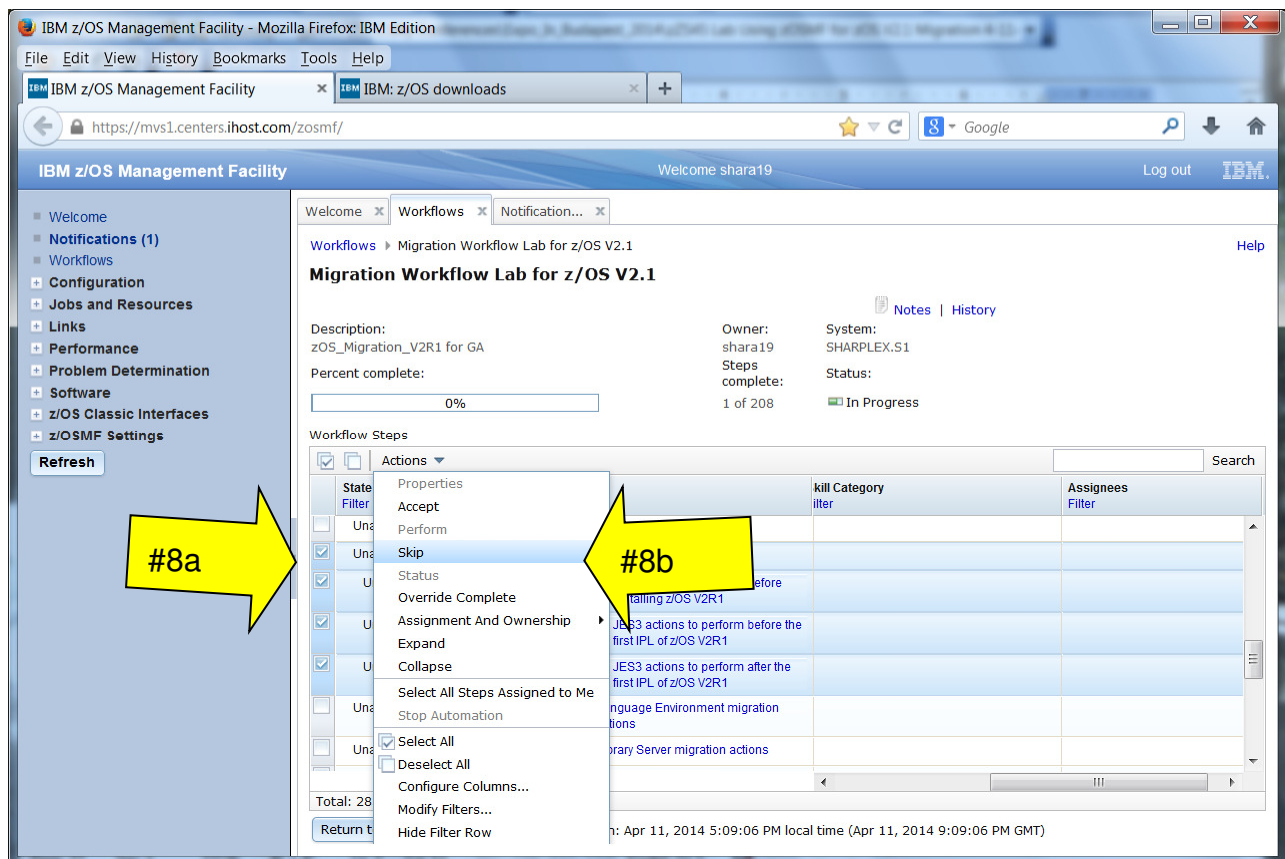 IBM z/OS Management Facility - Mozilla Firefox: IBM Edition
File Edit View History Bookmarks Tools Help
IBM IBM z/OS Management Facility × IBM IBM: z/OS downloads × +
https://mvs1.centers.ihost.com/zosmf/
8 Google
IBM z/OS Management Facility Welcome shara19 Log out IBM.
Welcome
Notifications (1)
Workflows
Configuration
Jobs and Resources
Links
Performance
Problem Determination
Software
z/OS Classic Interfaces
z/OSMF Settings
Refresh
Welcome x Workflows x Notification... x
Workflows Migration Workflow Lab for z/OS V2.1 Help
Migration Workflow Lab for z/OS V2.1
Notes | History
Description: Owner: System:
zOS_Migration_V2R1 for GA shara19 SHARPLEX.S1
Percent complete: Steps complete: Status:
0% 1 of 208 In Progress
Workflow Steps
Actions Search
State kill Category Assignees
Filter ilter Filter
Una
Una
U efore
talling z/OS V2R1
U JES3 actions to perform before the
first IPL of z/OS V2R1
U JES3 actions to perform after the
first IPL of z/OS V2R1
Una nguage Environment migration
tions
Una brary Server migration actions
Properties
Accept
Perform
Skip
Status
Override Complete
Assignment And Ownership
Expand
Collapse
Select All Steps Assigned to Me
Stop Automation
Select All
Deselect All
Configure Columns...
Modify Filters...
Hide Filter Row
#8a
#8b
Total: 28
Return t n: Apr 11, 2014 5:09:06 PM local time (Apr 11, 2014 9:09:06 PM GMT)